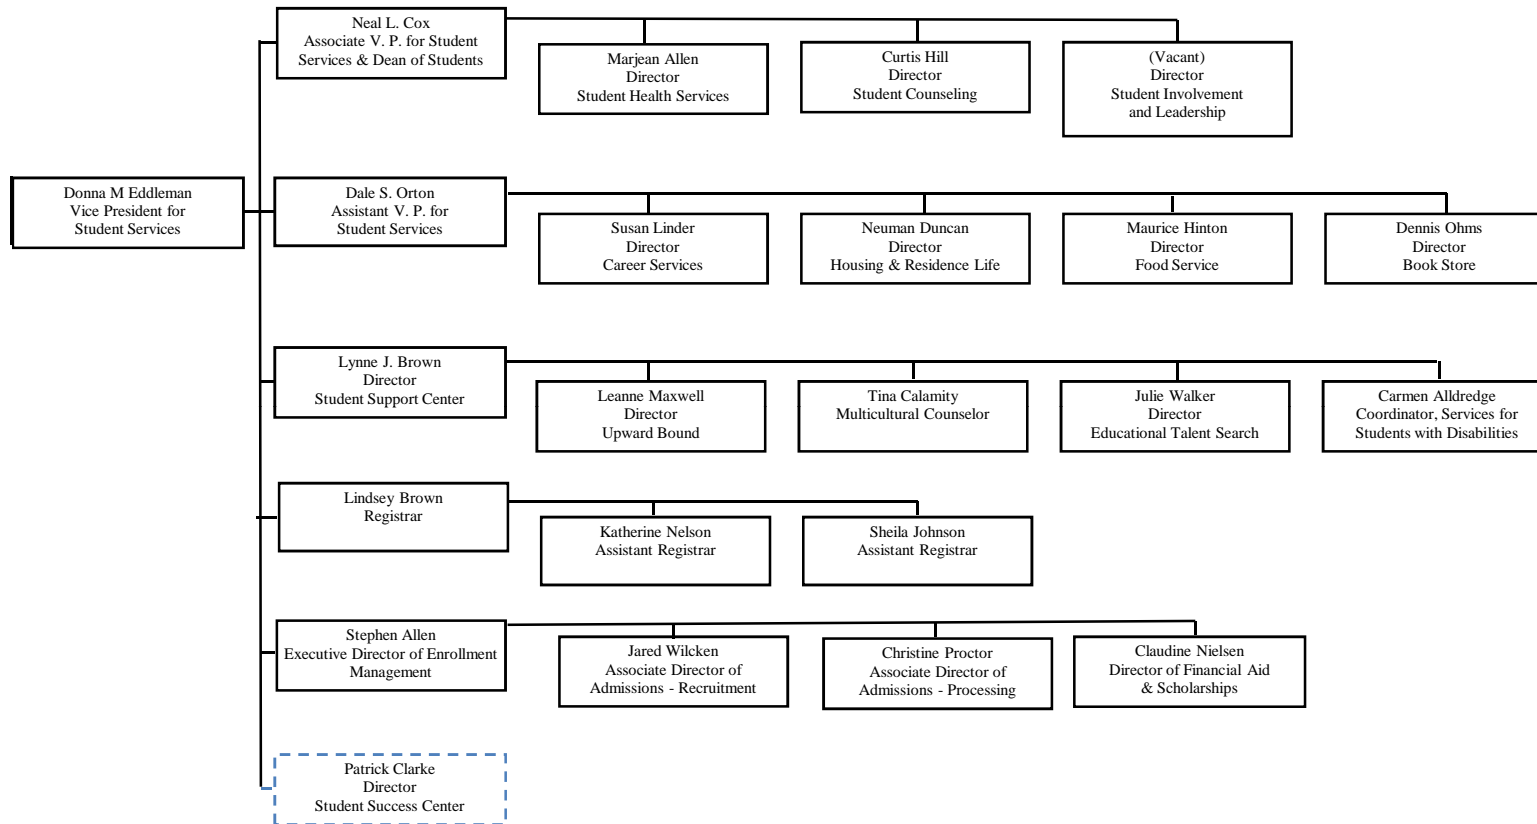 Neal L. Cox
Associate V. P. for Student
Services & Dean of Students
Marjean Allen
Director
Student Health Services
Curtis Hill
Director
Student Counseling
(Vacant)
Director
Student Involvement
and Leadership
Donna M Eddleman
Vice President for
Student Services
Dale S. Orton
Assistant V. P. for
Student Services
Susan Linder
Director
Career Services
Neuman Duncan
Director
Housing & Residence Life
Maurice Hinton
Director
Food Service
Dennis Ohms
Director
Book Store
Lynne J. Brown
Director
Student Support Center
Leanne Maxwell
Director
Upward Bound
Tina Calamity
Multicultural Counselor
Julie Walker
Director
Educational Talent Search
Carmen Alldredge
Coordinator, Services for
Students with Disabilities
Lindsey Brown
Registrar
Katherine Nelson
Assistant Registrar
Sheila Johnson
Assistant Registrar
Stephen Allen
Executive Director of Enrollment
Management
Jared Wilcken
Associate Director of
Admissions - Recruitment
Christine Proctor
Associate Director of
Admissions - Processing
Claudine Nielsen
Director of Financial Aid
& Scholarships
Patrick Clarke
Director
Student Success Center